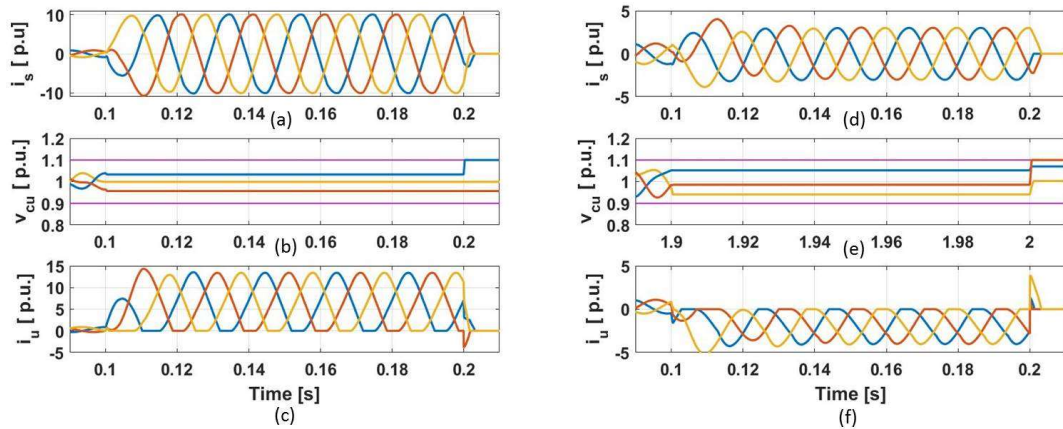 i_s [ p.u]
10
0
-10
0.1 0.12 0.14 0.16 0.18 0.2
(a)
v_cu [ p.u.]
1.2
1.1
1
0.9
0.8
0.1 0.12 0.14 0.16 0.18 0.2
(b)
i_u [ p.u.]
15
10
5
0
-5
0.1 0.12 0.14 0.16 0.18 0.2
Time [s]
(c)
i_s [ p.u]
5
0
-5
0.1 0.12 0.14 0.16 0.18 0.2
(d)
v_cu [ p.u.]
1.2
1.1
1
0.9
0.8
1.9 1.92 1.94 1.96 1.98 2
(e)
i_u [ p.u.]
5
0
-5
0.1 0.12 0.14 0.16 0.18 0.2
Time [s]
(f)